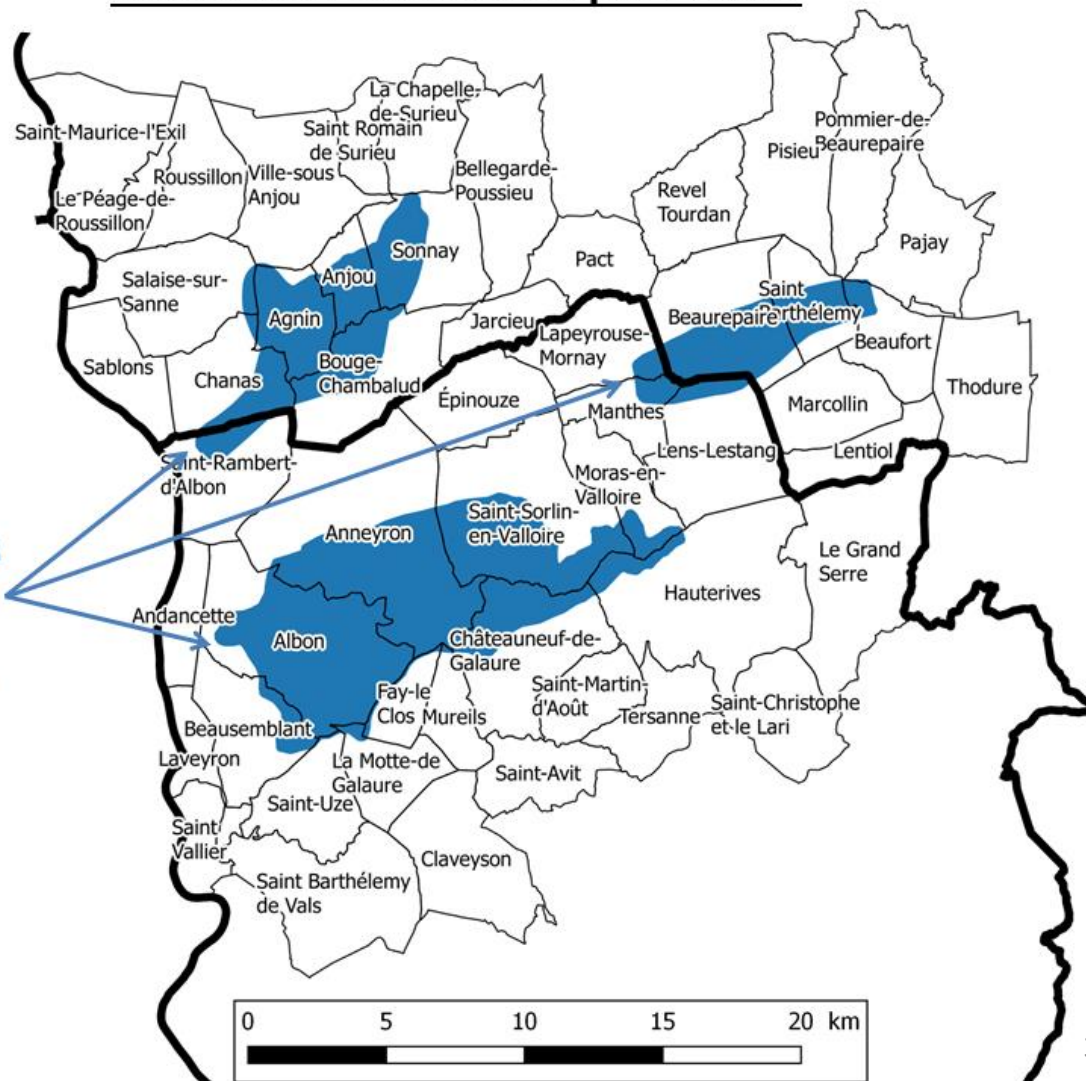 La Chapelle-
de-Surieu
Saint-Maurice-l'Exil
Saint Romain
de Surieu
Pommier-de-
Beaurepaire
Pisieu
Roussillon
Ville-sous
Anjou
Bellegarde-
Poussieu
Le Péage-de-
Roussillon
Revel
Tourdan
Pajay
Sonnay
Pact
Salaise-sur-
Sanne
Anjou
Saint
Barthélemy
Agnin
Jarcieu
Beaurepaire
Lapeyrouse-
Mornay
Beaufort
Sablons
Chanas
Bouge-
Chambalud
Thodure
Épinouze
Manthes
Marcollin
Saint-Rambert-
d'Albon
Lens-Lestang
Lentiol
Moras-en-
Valloire
Anneyron
Saint-Sorlin-
en-Valloire
Le Grand
Serre
Hauterives
Andancette
Albon
Châteauneuf-de-
Galaure
Fay-le
Clos
Mureils
Saint-Martin-
d'Août
Tersanne
Saint-Christophe
et le Lari
Beausemblant
Laveyron
La Motte-de
Galaure
Saint-Avit
Saint-Uze
Saint
Vallier
Claveyson
Saint Barthélemy
de Vals
0 5 10 15 20 km